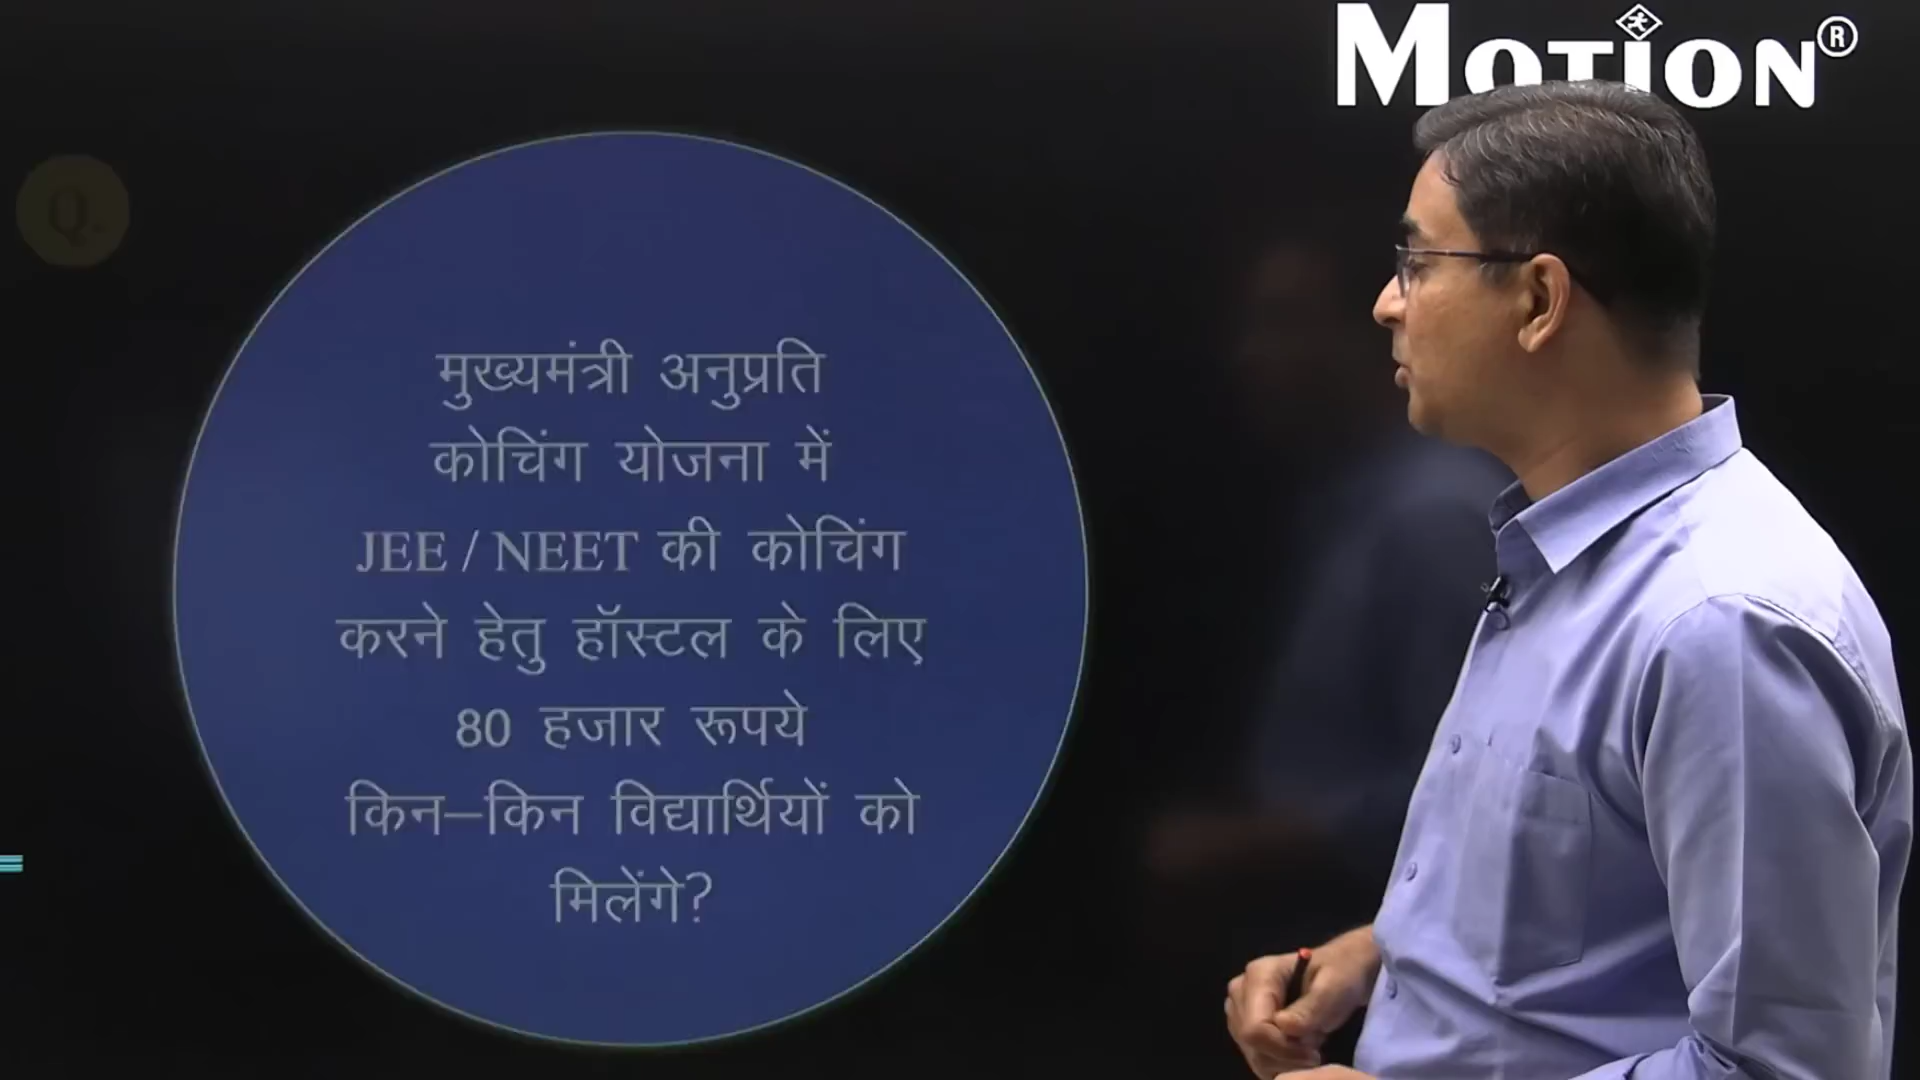 MOTION®
Q.
मुख्यमंत्री अनुप्रति
कोचिंग योजना में
JEE / NEET की कोचिंग
करने हेतु हॉस्टल के लिए
80 हजार रूपये
किन–किन विद्यार्थियों को
मिलेंगे?